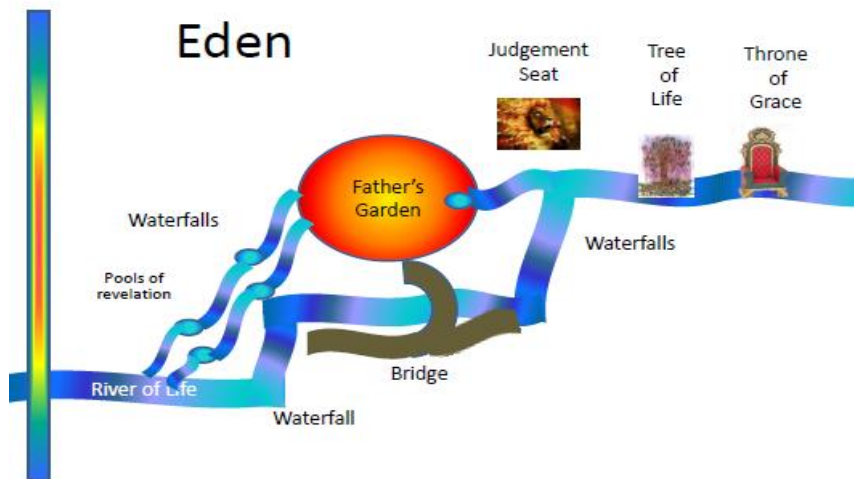 Eden
Judgement
Seat
Tree
of
Life
Throne
of
Grace
Father's
Garden
Waterfalls
Waterfalls
Pools of
revelation
Bridge
River of Life
Waterfall